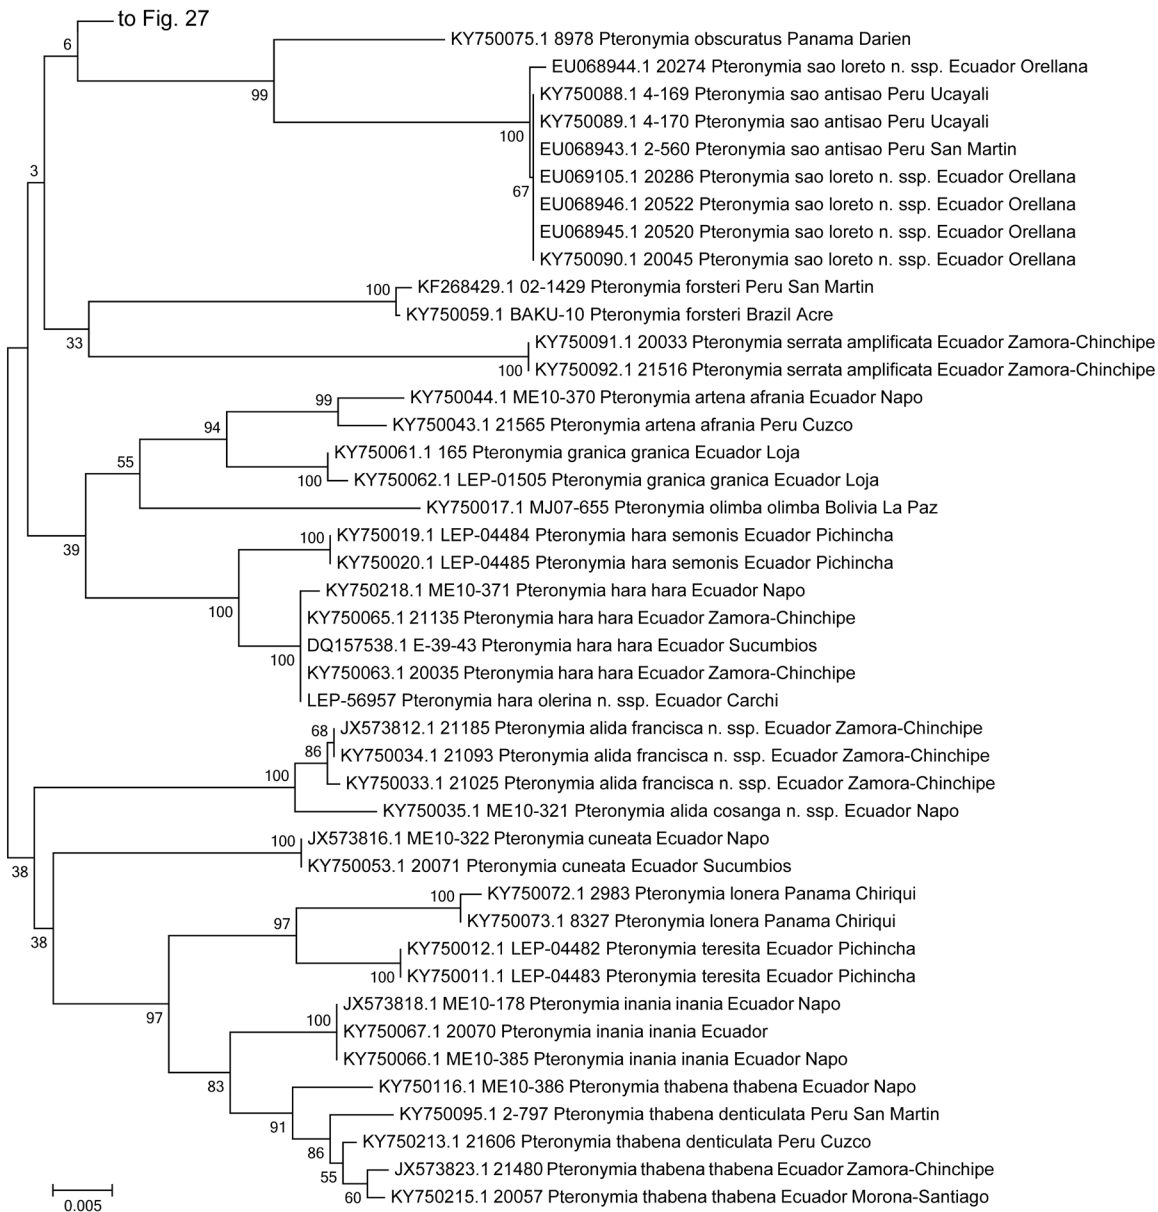 to Fig. 27
6
KY750075.1 8978 Pteronymia obscuratus Panama Darien
EU068944.1 20274 Pteronymia sao loreto n. ssp. Ecuador Orellana
99
KY750088.1 4-169 Pteronymia sao antisao Peru Ucayali
KY750089.1 4-170 Pteronymia sao antisao Peru Ucayali
100
EU068943.1 2-560 Pteronymia sao antisao Peru San Martin
3
EU069105.1 20286 Pteronymia sao loreto n. ssp. Ecuador Orellana
67
EU068946.1 20522 Pteronymia sao loreto n. ssp. Ecuador Orellana
EU068945.1 20520 Pteronymia sao loreto n. ssp. Ecuador Orellana
KY750090.1 20045 Pteronymia sao loreto n. ssp. Ecuador Orellana
100
KF268429.1 02-1429 Pteronymia forsteri Peru San Martin
KY750059.1 BAKU-10 Pteronymia forsteri Brazil Acre
33
KY750091.1 20033 Pteronymia serrata amplificata Ecuador Zamora-Chinchipe
100
KY750092.1 21516 Pteronymia serrata amplificata Ecuador Zamora-Chinchipe
99
KY750044.1 ME10-370 Pteronymia artena afrania Ecuador Napo
94
KY750043.1 21565 Pteronymia artena afrania Peru Cuzco
55
KY750061.1 165 Pteronymia granica granica Ecuador Loja
100
KY750062.1 LEP-01505 Pteronymia granica granica Ecuador Loja
KY750017.1 MJ07-655 Pteronymia olimba olimba Bolivia La Paz
39
100
KY750019.1 LEP-04484 Pteronymia hara semonis Ecuador Pichincha
KY750020.1 LEP-04485 Pteronymia hara semonis Ecuador Pichincha
KY750218.1 ME10-371 Pteronymia hara hara Ecuador Napo
100
KY750065.1 21135 Pteronymia hara hara Ecuador Zamora-Chinchipe
DQ157538.1 E-39-43 Pteronymia hara hara Ecuador Sucumbios
100
KY750063.1 20035 Pteronymia hara hara Ecuador Zamora-Chinchipe
LEP-56957 Pteronymia hara olerina n. ssp. Ecuador Carchi
68
JX573812.1 21185 Pteronymia alida francisca n. ssp. Ecuador Zamora-Chinchipe
86
KY750034.1 21093 Pteronymia alida francisca n. ssp. Ecuador Zamora-Chinchipe
100
KY750033.1 21025 Pteronymia alida francisca n. ssp. Ecuador Zamora-Chinchipe
KY750035.1 ME10-321 Pteronymia alida cosanga n. ssp. Ecuador Napo
100
JX573816.1 ME10-322 Pteronymia cuneata Ecuador Napo
38
KY750053.1 20071 Pteronymia cuneata Ecuador Sucumbios
100
KY750072.1 2983 Pteronymia lonera Panama Chiriqui
97
KY750073.1 8327 Pteronymia lonera Panama Chiriqui
38
KY750012.1 LEP-04482 Pteronymia teresita Ecuador Pichincha
100
KY750011.1 LEP-04483 Pteronymia teresita Ecuador Pichincha
JX573818.1 ME10-178 Pteronymia inania inania Ecuador Napo
97
100
KY750067.1 20070 Pteronymia inania inania Ecuador
KY750066.1 ME10-385 Pteronymia inania inania Ecuador Napo
83
KY750116.1 ME10-386 Pteronymia thabena thabena Ecuador Napo
KY750095.1 2-797 Pteronymia thabena denticulata Peru San Martin
91
KY750213.1 21606 Pteronymia thabena denticulata Peru Cuzco
86
JX573823.1 21480 Pteronymia thabena thabena Ecuador Zamora-Chinchipe
55
KY750215.1 20057 Pteronymia thabena thabena Ecuador Morona-Santiago
60
0.005